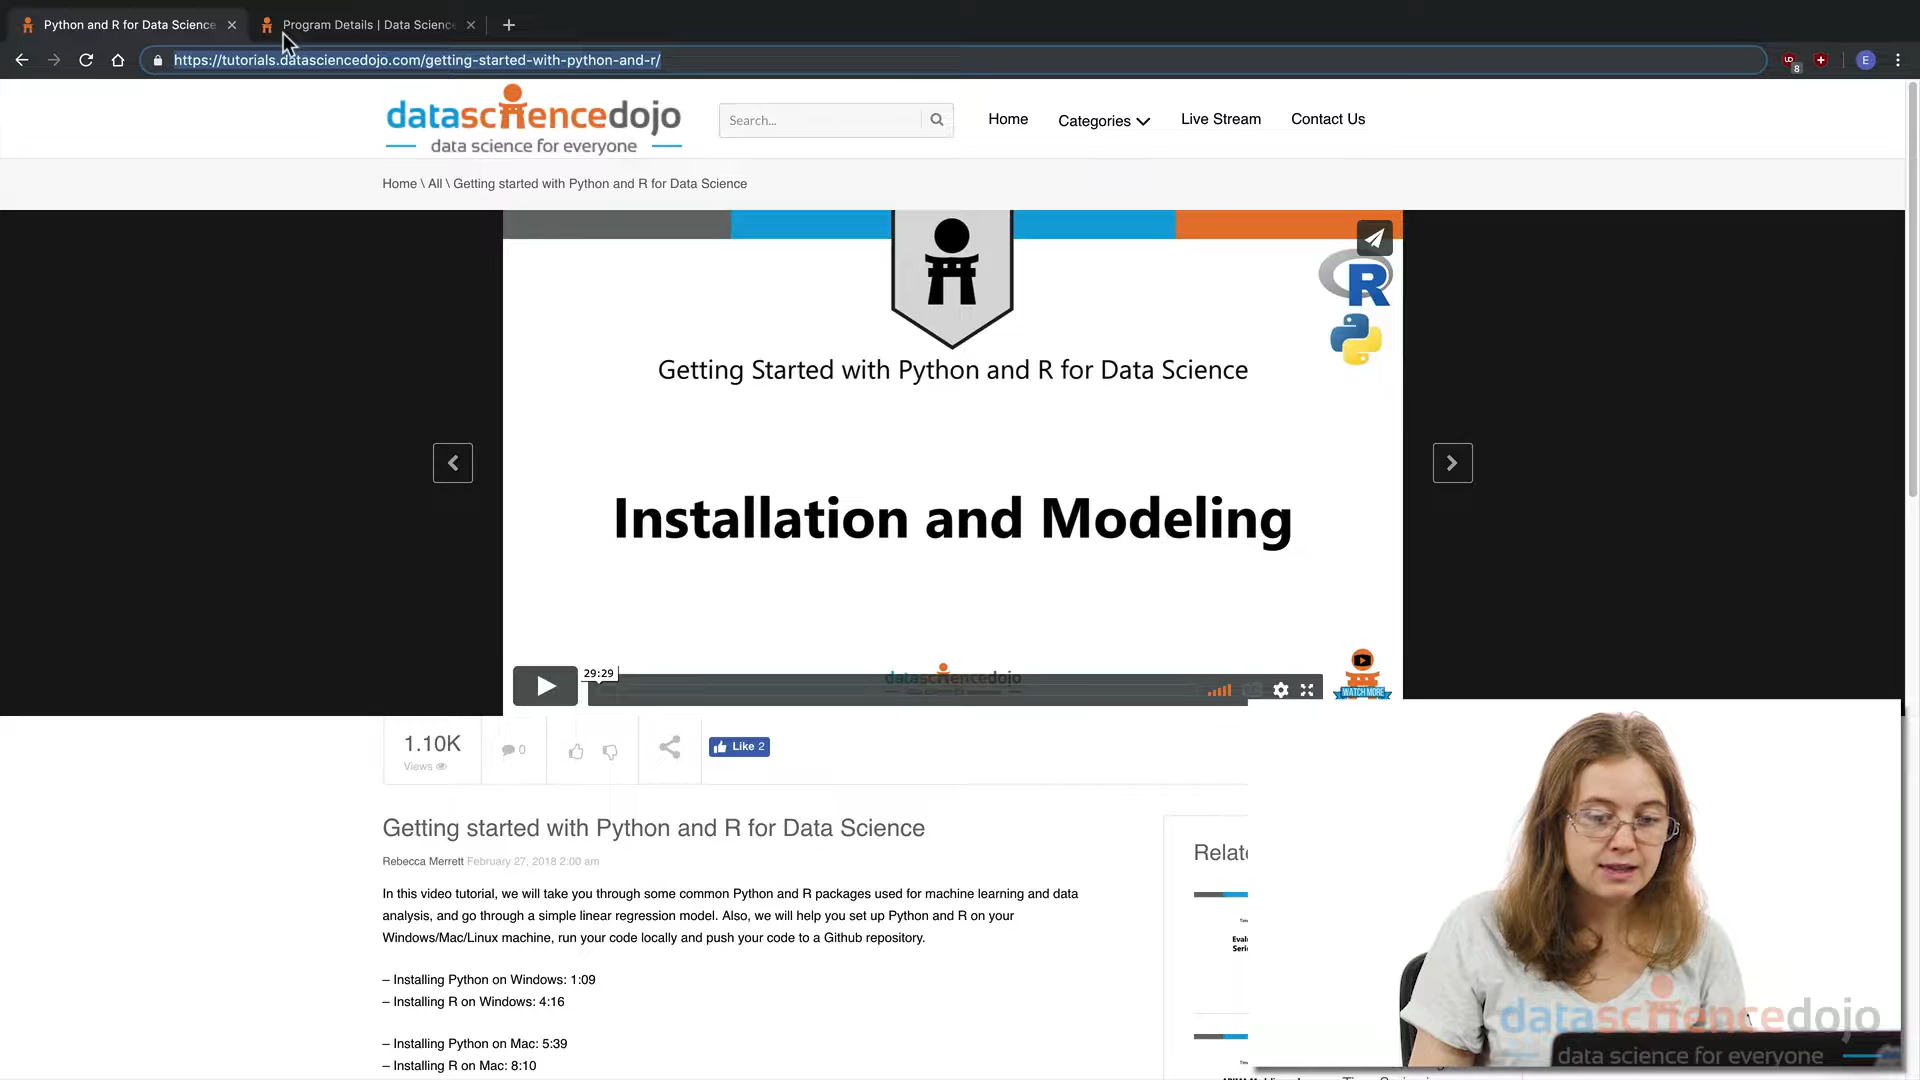 Python and R for Data Science
Program Details | Data Science
https://tutorials.datasciencedojo.com/getting-started-with-python-and-r/
8
E
datasciencedojo
data science for everyone
Search...
Home
Categories
Live Stream
Contact Us
Home \ All \ Getting started with Python and R for Data Science
R
Getting Started with Python and R for Data Science
Installation and Modeling
29:29
datasciencedojo
WATCH MORE
1.10K
Views
0
Like 2
Getting started with Python and R for Data Science
Rebecca Merrett February 27, 2018 2:00 am
In this video tutorial, we will take you through some common Python and R packages used for machine learning and data
analysis, and go through a simple linear regression model. Also, we will help you set up Python and R on your
Windows/Mac/Linux machine, run your code locally and push your code to a Github repository.
– Installing Python on Windows: 1:09
– Installing R on Windows: 4:16
– Installing Python on Mac: 5:39
– Installing R on Mac: 8:10
Relate
datasciencedojo
data science for everyone